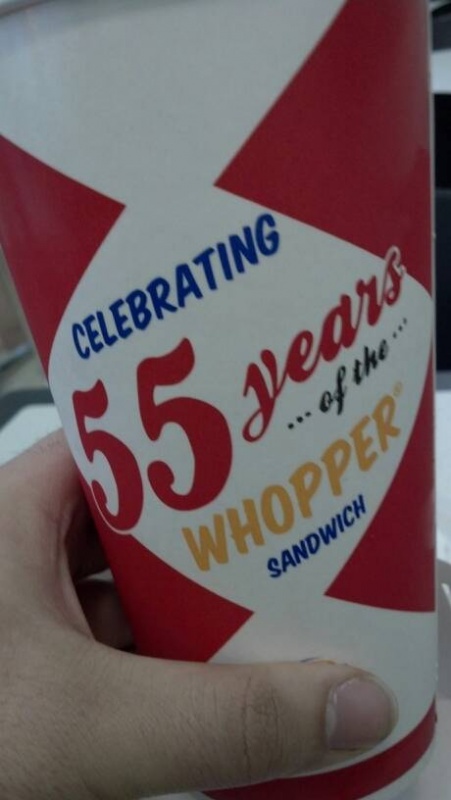 CELEBRATING
55 years
... of the ...
WHOPPER®
SANDWICH